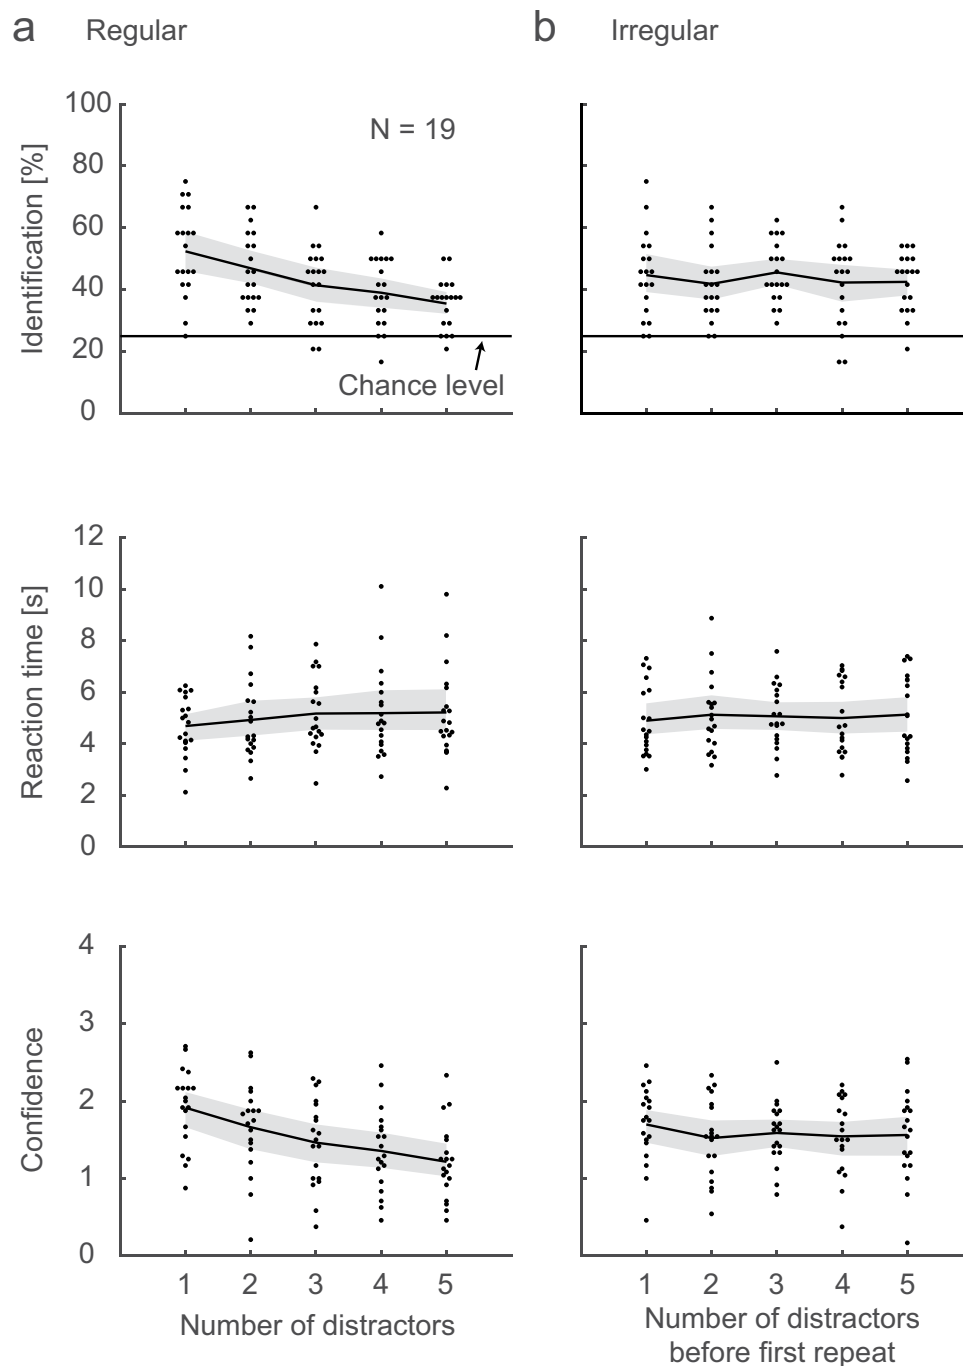 a Regular
b Irregular
Identification [%]
100
80
60
40
20
0
N = 19
Chance level
Reaction time [s]
12
10
8
6
4
2
0
Confidence
4
3
2
1
0
1 2 3 4 5
Number of distractors
1 2 3 4 5
Number of distractors
before first repeat